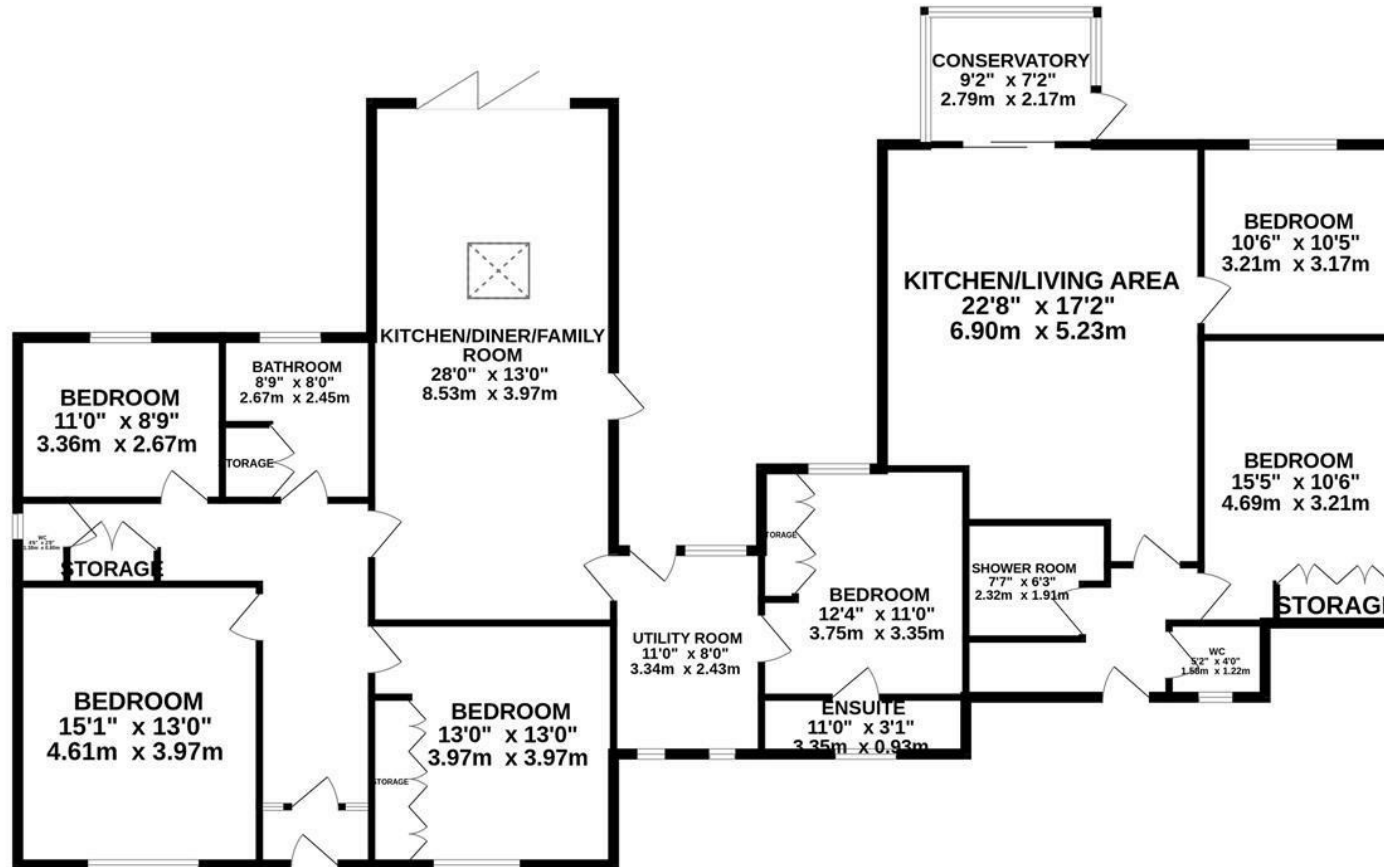 CONSERVATORY
9'2" x 7'2"
2.79m x 2.17m
KITCHEN/LIVING AREA
22'8" x 17'2"
6.90m x 5.23m
BEDROOM
10'6" x 10'5"
3.21m x 3.17m
KITCHEN/DINER/FAMILY
ROOM
28'0" x 13'0"
8.53m x 3.97m
BATHROOM
8'9" x 8'0"
2.67m x 2.45m
BEDROOM
11'0" x 8'9"
3.36m x 2.67m
STORAGE
BEDROOM
15'5" x 10'6"
4.69m x 3.21m
WC
STORAGE
STORAGE
BEDROOM
12'4" x 11'0"
3.75m x 3.35m
SHOWER ROOM
7'7" x 6'3"
2.32m x 1.91m
STORAGE
UTILITY ROOM
11'0" x 8'0"
3.34m x 2.43m
WC
5'2" x 4'0"
1.58m x 1.22m
BEDROOM
15'1" x 13'0"
4.61m x 3.97m
BEDROOM
13'0" x 13'0"
3.97m x 3.97m
STORAGE
ENSUITE
11'0" x 3'1"
3.35m x 0.93m